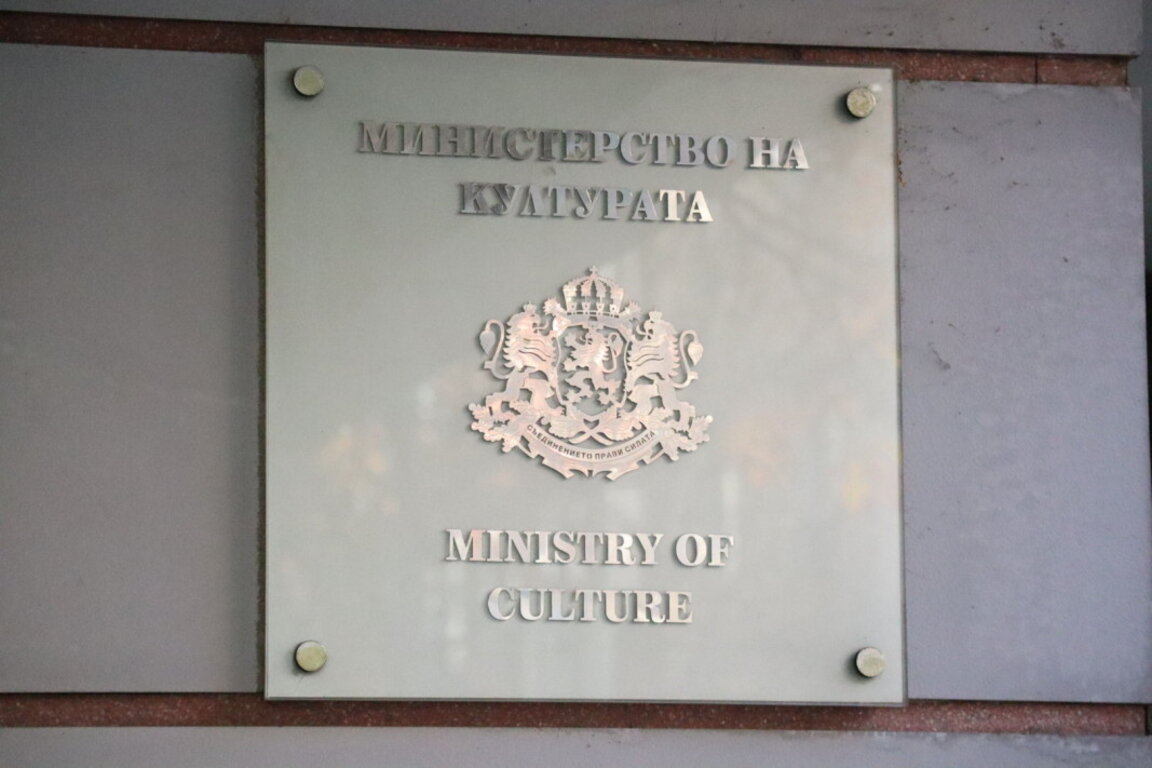 МИНИСТЕРСТВО НА
КУЛТУРАТА
СЪЕДИНЕНИЕТО ПРАВИ СИЛАТА
MINISTRY OF
CULTURE